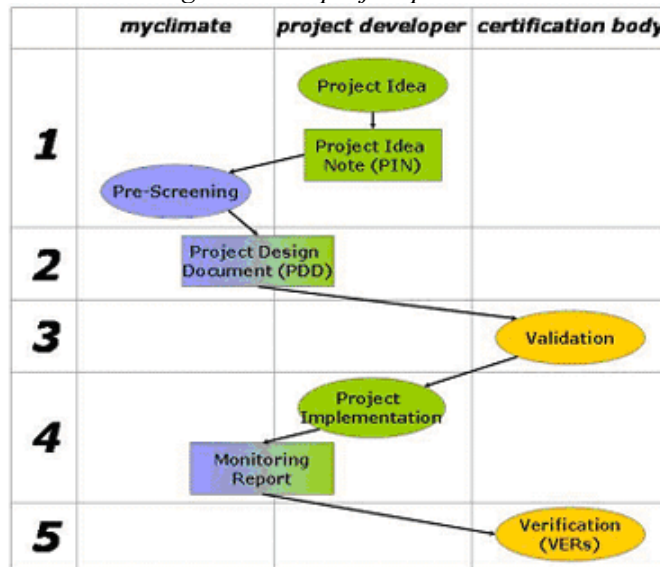 myclimate project developer certification body
Project Idea
1
Project Idea
Note (PIN)
Pre-Screening
2
Project Design
Document (PDD)
3
Validation
Project
Implementation
4
Monitoring
Report
5
Verification
(VERs)